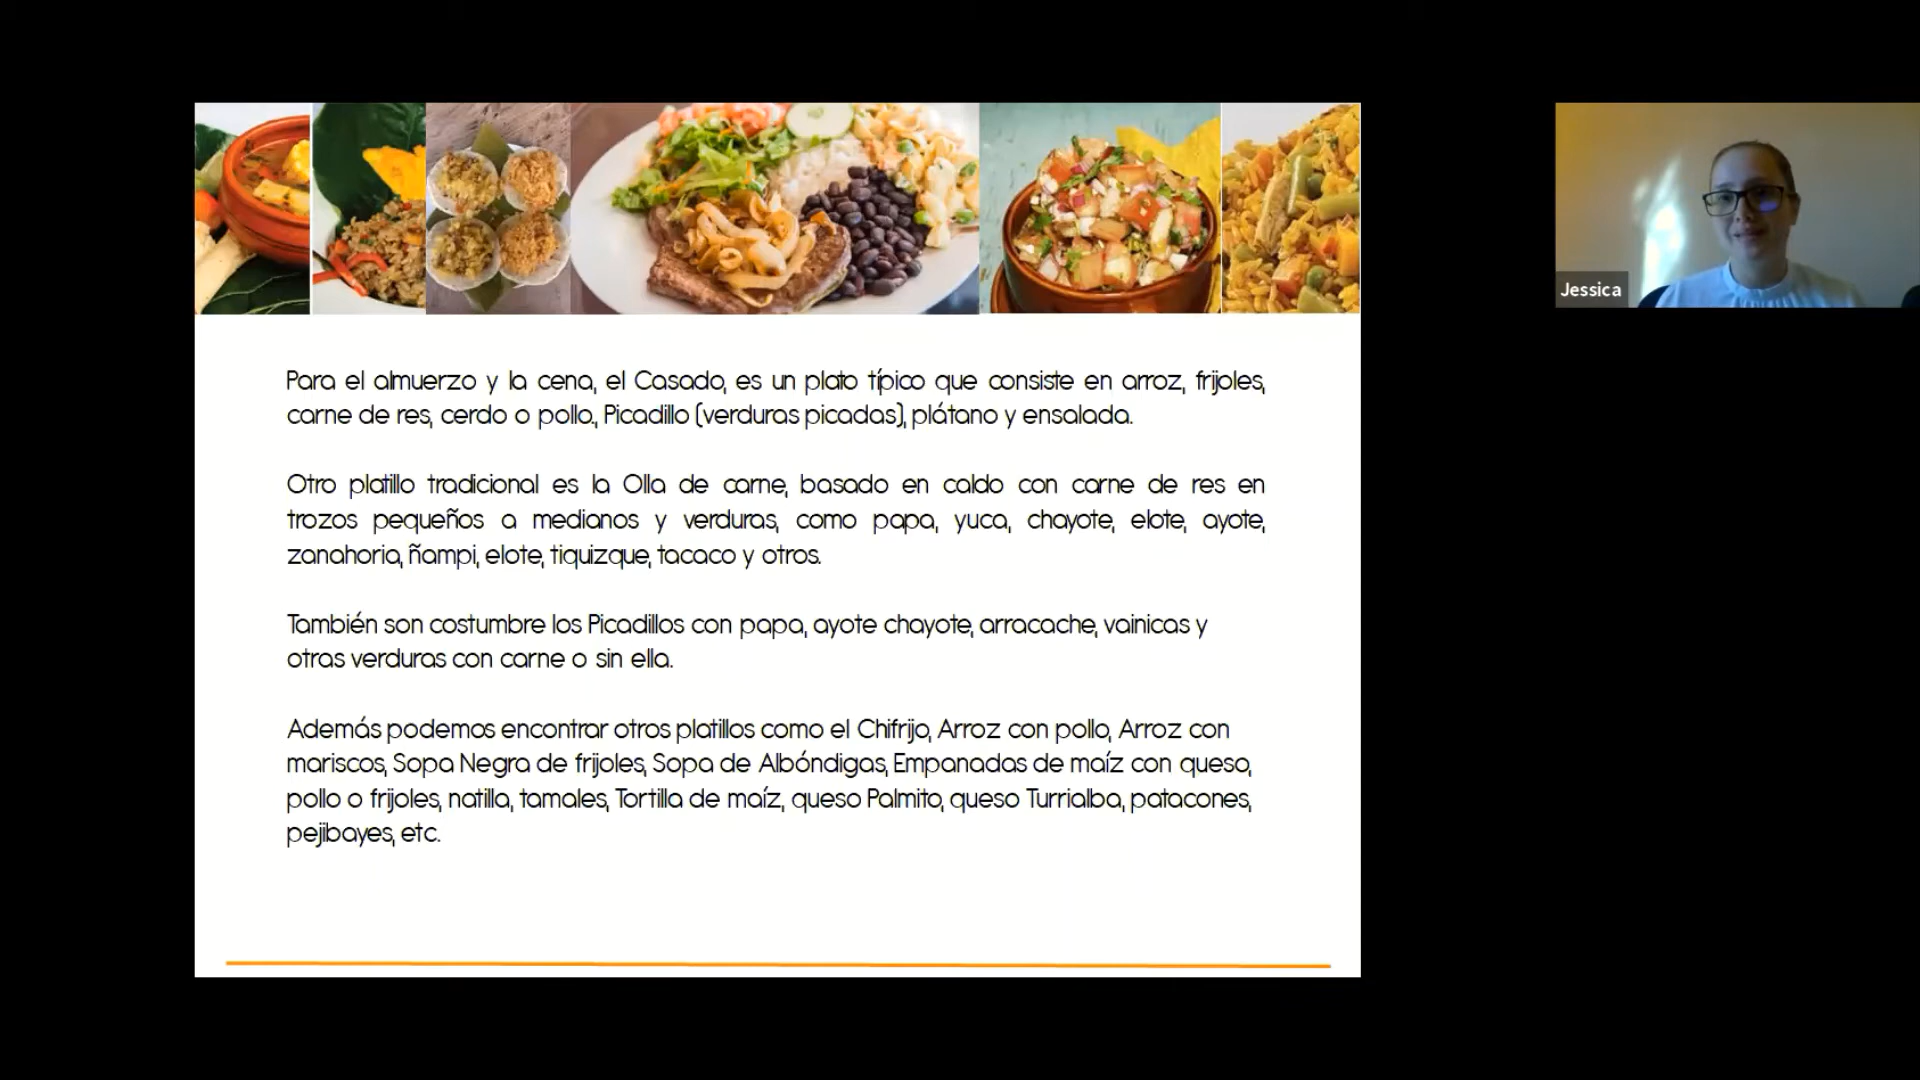 Para el almuerzo y la cena, el Casado, es un plato típico que consiste en arroz, frijoles,
carne de res, cerdo o pollo., Picadillo (verduras picadas), plátano y ensalada.
Otro platillo tradicional es la Olla de carne, basado en caldo con carne de res en
trozos pequeños a medianos y verduras, como papa, yuca, chayote, elote, ayote,
zanahoria, ñampi, elote, tiquizque, tacaco y otros.
También son costumbre los Picadillos con papa, ayote chayote, arracache, vainicas y
otras verduras con carne o sin ella.
Además podemos encontrar otros platillos como el Chifrijo, Arroz con pollo, Arroz con
mariscos, Sopa Negra de frijoles, Sopa de Albóndigas, Empanadas de maíz con queso,
pollo o frijoles, natilla, tamales, Tortilla de maíz, queso Palmito, queso Turrialba, patacones,
pejibayes, etc.
Jessica